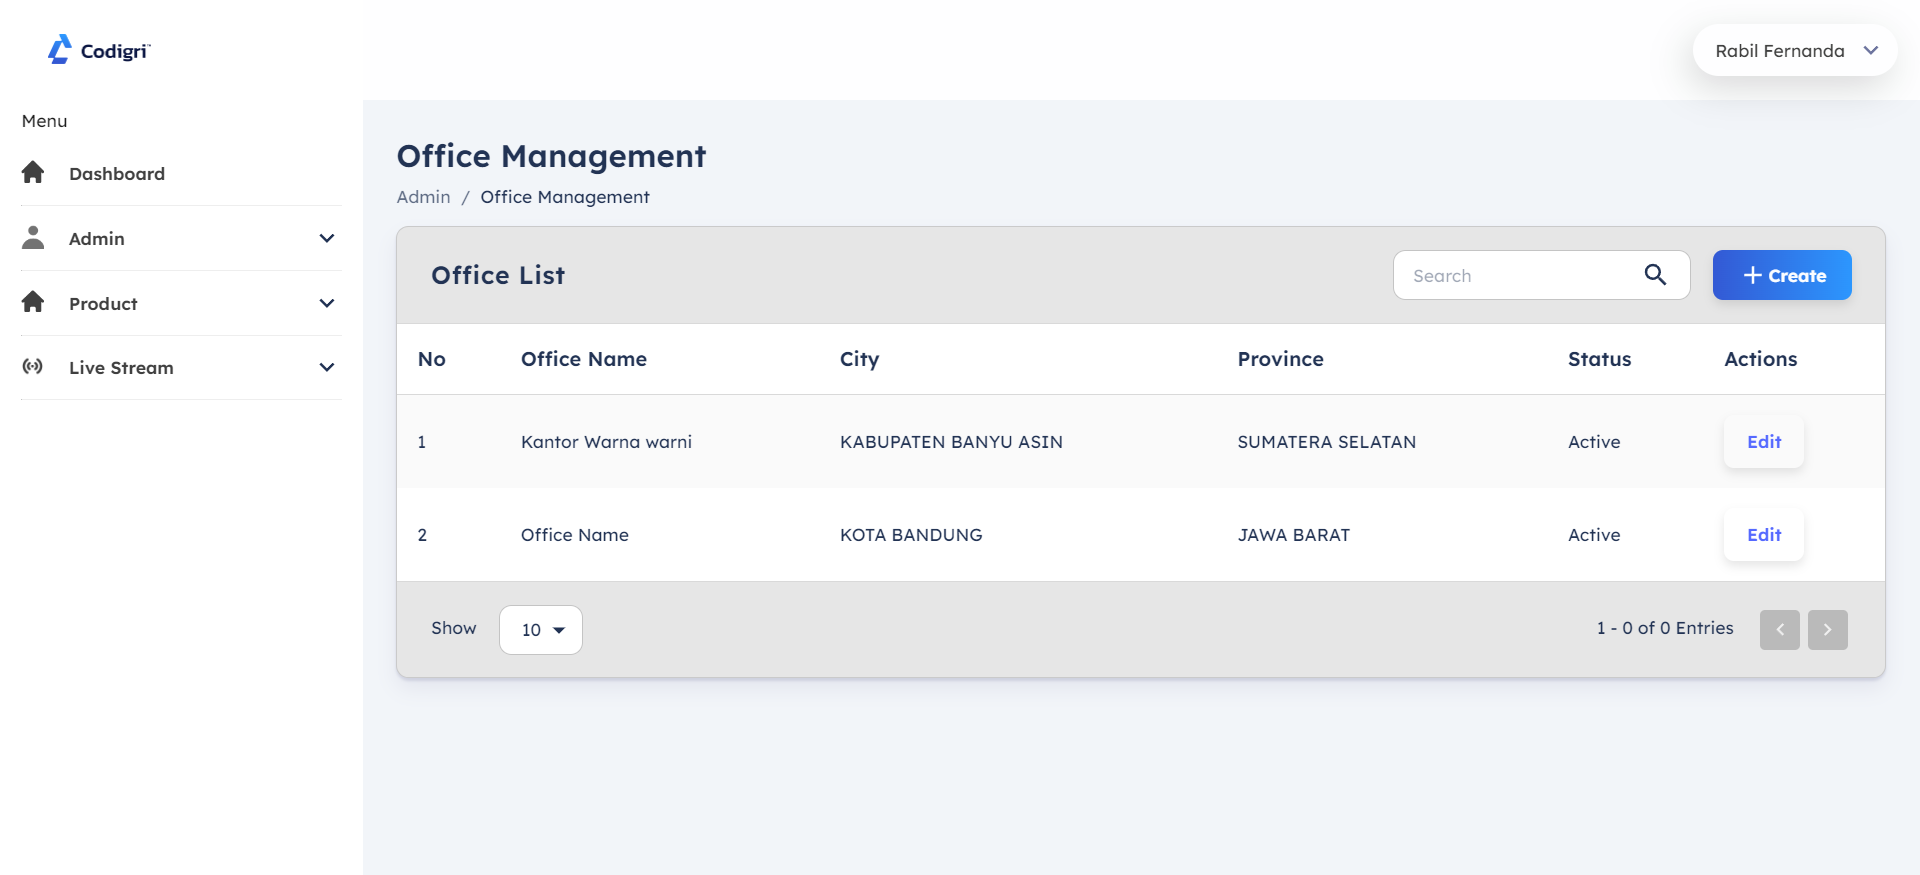 Codigri™
Rabil Fernanda
Menu
Dashboard
Admin
Product
Live Stream
Office Management
Admin / Office Management
Office List
Search
+ Create
No Office Name City Province Status Actions
1 Kantor Warna warni KABUPATEN BANYU ASIN SUMATERA SELATAN Active Edit
2 Office Name KOTA BANDUNG JAWA BARAT Active Edit
Show 10 1 - 0 of 0 Entries